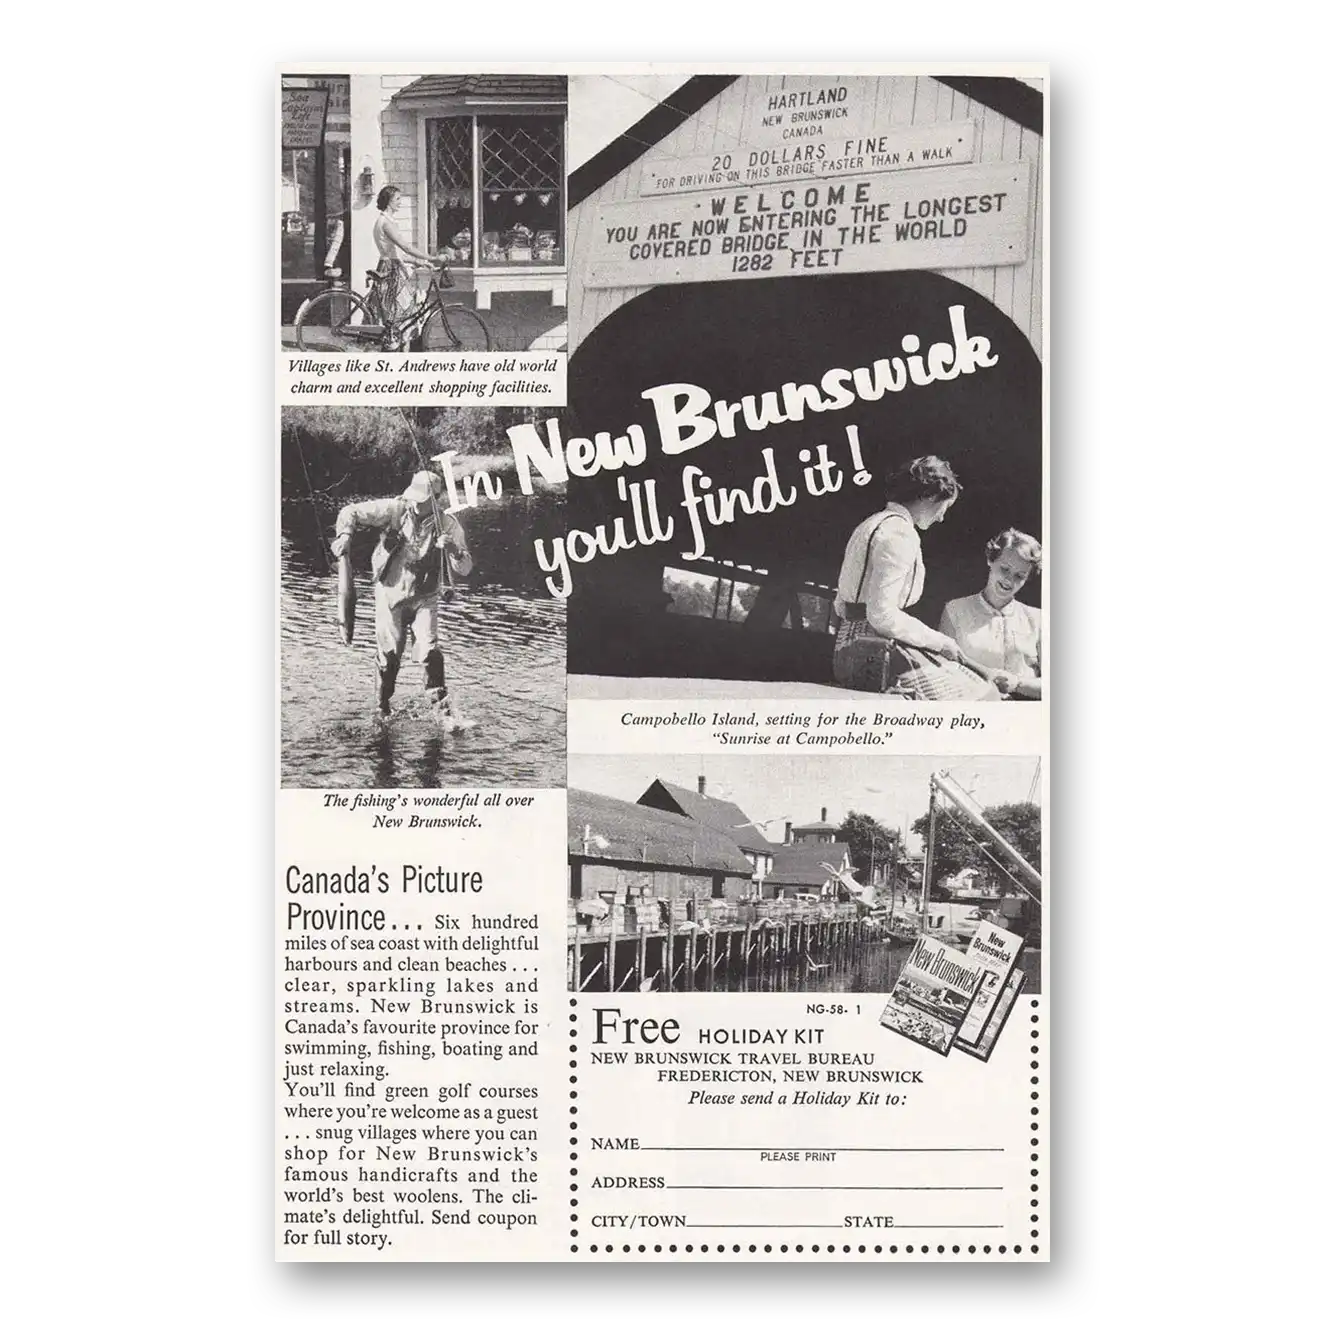 Sea
Captain's
Loft
HARTLAND
NEW BRUNSWICK
CANADA
20 DOLLARS FINE
FOR DRIVING ON THIS BRIDGE FASTER THAN A WALK
WELCOME
YOU ARE NOW ENTERING THE LONGEST
COVERED BRIDGE IN THE WORLD
1282 FEET
Villages like St. Andrews have old world
charm and excellent shopping facilities.
In New Brunswick
you'll find it!
Campobello Island, setting for the Broadway play,
"Sunrise at Campobello."
The fishing's wonderful all over
New Brunswick.
Canada's Picture
Province... Six hundred
miles of sea coast with delightful
harbours and clean beaches ...
clear, sparkling lakes and
streams. New Brunswick is
Canada's favourite province for
swimming, fishing, boating and
just relaxing.
You'll find green golf courses
where you're welcome as a guest
... snug villages where you can
shop for New Brunswick's
famous handicrafts and the
world's best woolens. The cli-
mate's delightful. Send coupon
for full story.
New Brunswick
New
Brunswick
NG-58- 1
Free HOLIDAY KIT
NEW BRUNSWICK TRAVEL BUREAU
FREDERICTON, NEW BRUNSWICK
Please send a Holiday Kit to:
NAME
PLEASE PRINT
ADDRESS
CITY/TOWN STATE